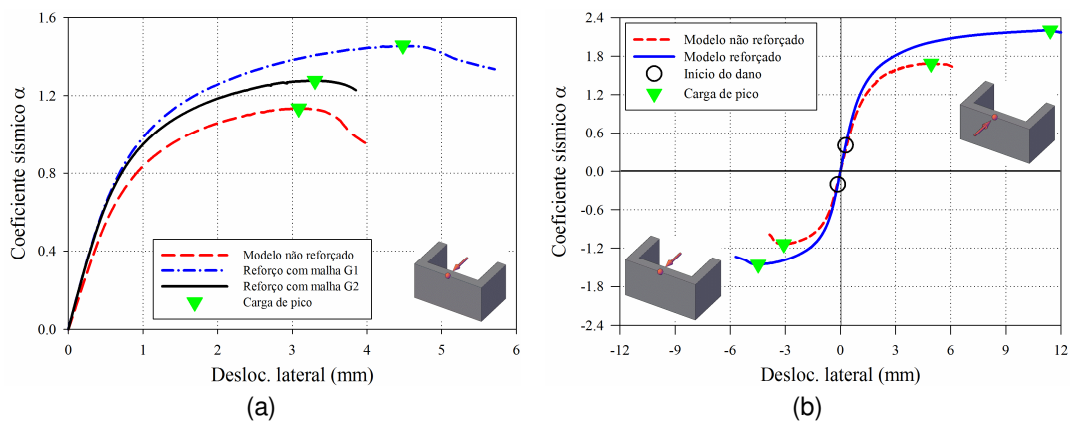 Coeficiente sísmico α
1.6
1.2
0.8
0.4
0.0
0
1
2
3
4
5
6
Desloc. lateral (mm)
Modelo não reforçado
Reforço com malha G1
Reforço com malha G2
Carga de pico
(a)
Coeficiente sísmico α
2.4
1.8
1.2
0.6
0.0
-0.6
-1.2
-1.8
-2.4
-12
-9
-6
-3
0
3
6
9
12
Desloc. lateral (mm)
Modelo não reforçado
Modelo reforçado
Inicio do dano
Carga de pico
(b)